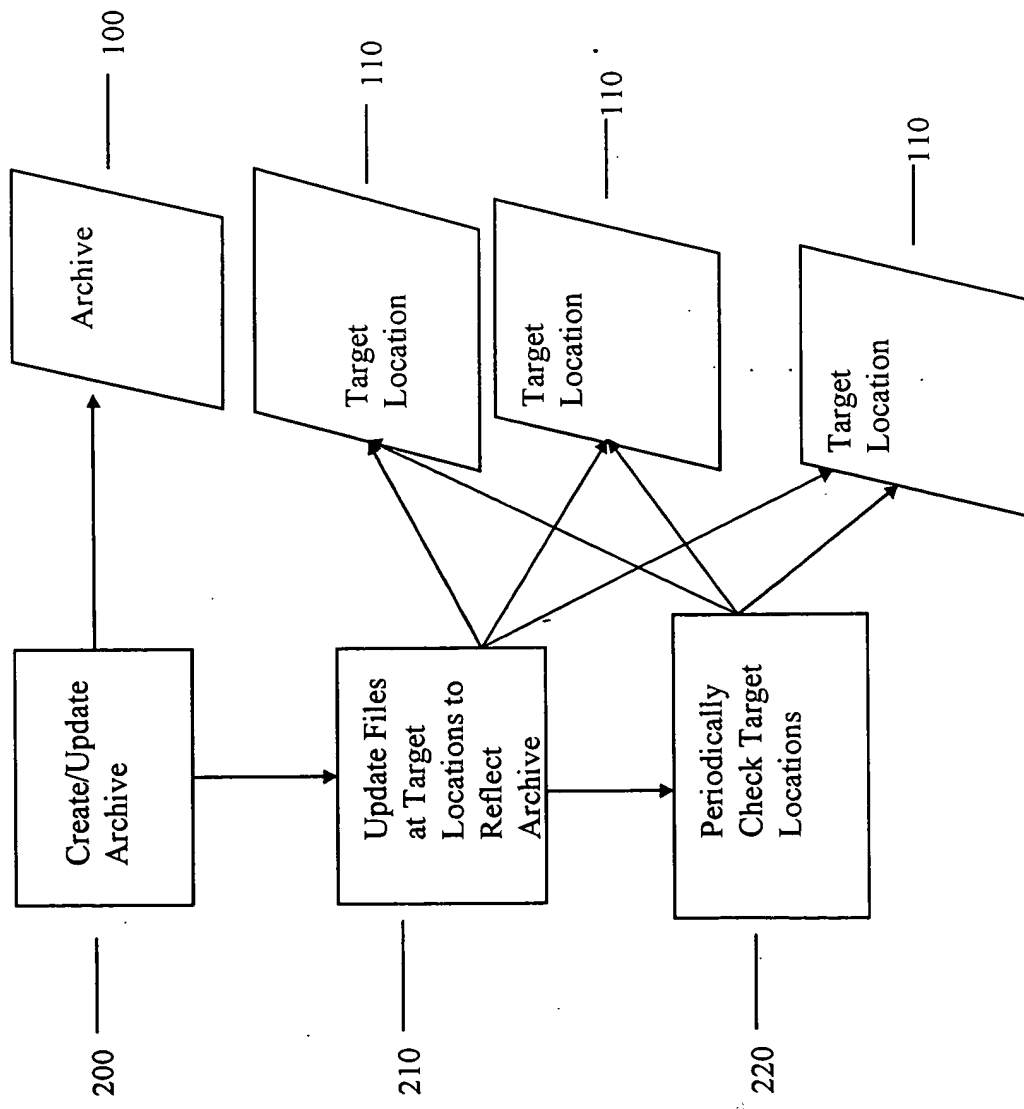 200
Create/Update
Archive
Archive
100
210
Update Files
at Target
Locations to
Reflect
Archive
Target
Location
110
Target
Location
110
220
Periodically
Check Target
Locations
Target
Location
110